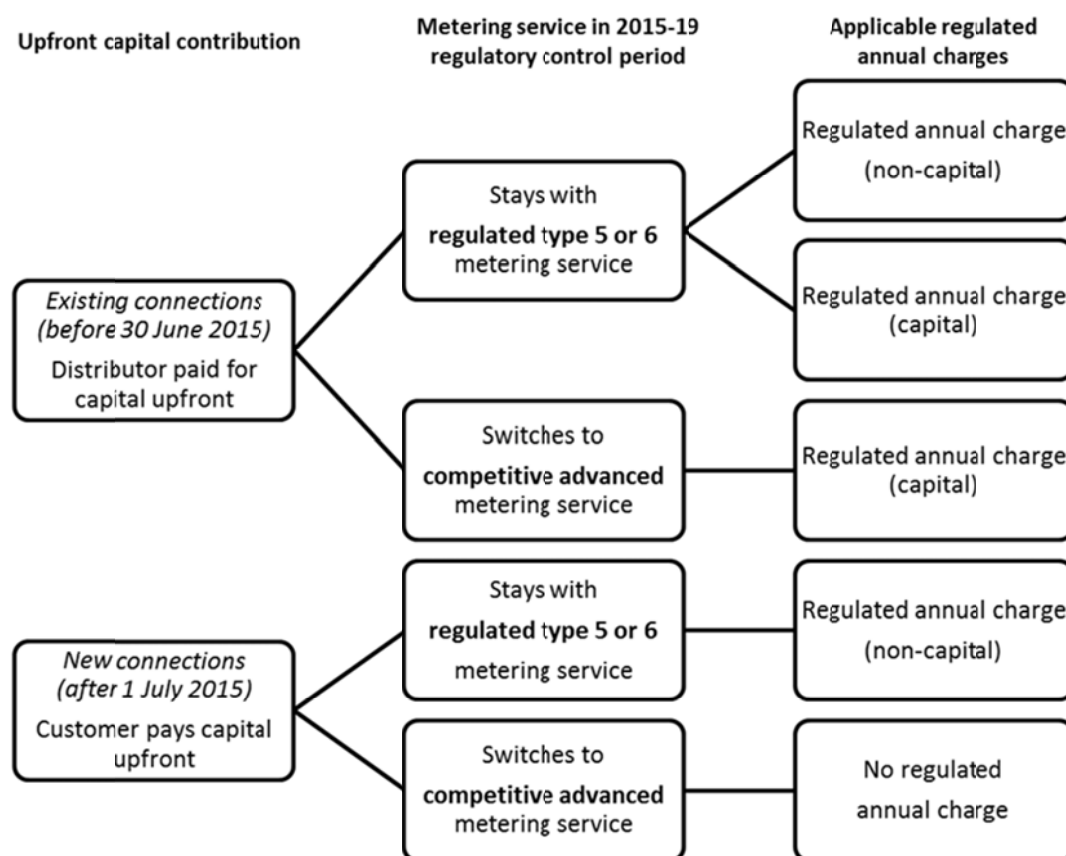 Upfront capital contribution
Metering service in 2015-19
regulatory control period
Applicable regulated
annual charges
Existing connections
(before 30 June 2015)
Distributor paid for
capital upfront
Stays with
regulated type 5 or 6
metering service
Regulated annual charge
(non-capital)
Regulated annual charge
(capital)
Switches to
competitive advanced
metering service
Regulated annual charge
(capital)
New connections
(after 1 July 2015)
Customer pays capital
upfront
Stays with
regulated type 5 or 6
metering service
Regulated annual charge
(non-capital)
Switches to
competitive advanced
metering service
No regulated
annual charge